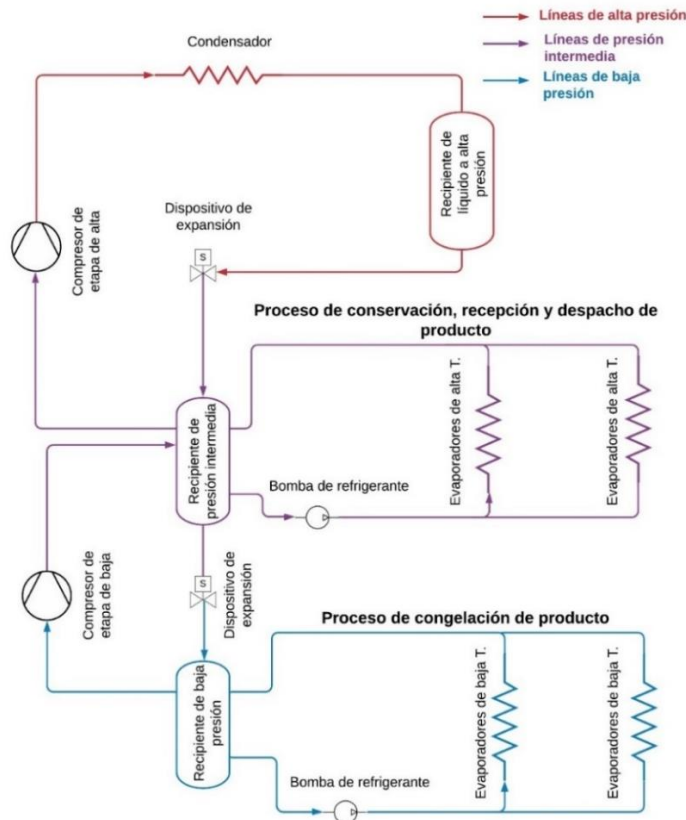 Líneas de alta presión
Líneas de presión
intermedia
Líneas de baja
presión
Condensador
Recipiente de
líquido a alta
presión
Dispositivo de
expansión
S
Compresor de
etapa de alta
Proceso de conservación, recepción y despacho de
producto
Recipiente de
presión intermedia
Evaporadores de alta T.
Evaporadores de alta T.
Bomba de refrigerante
Compresor de
etapa de baja
S
Dispositivo de
expansión
Proceso de congelación de producto
Recipiente de baja
presión
Evaporadores de baja T.
Evaporadores de baja T.
Bomba de refrigerante